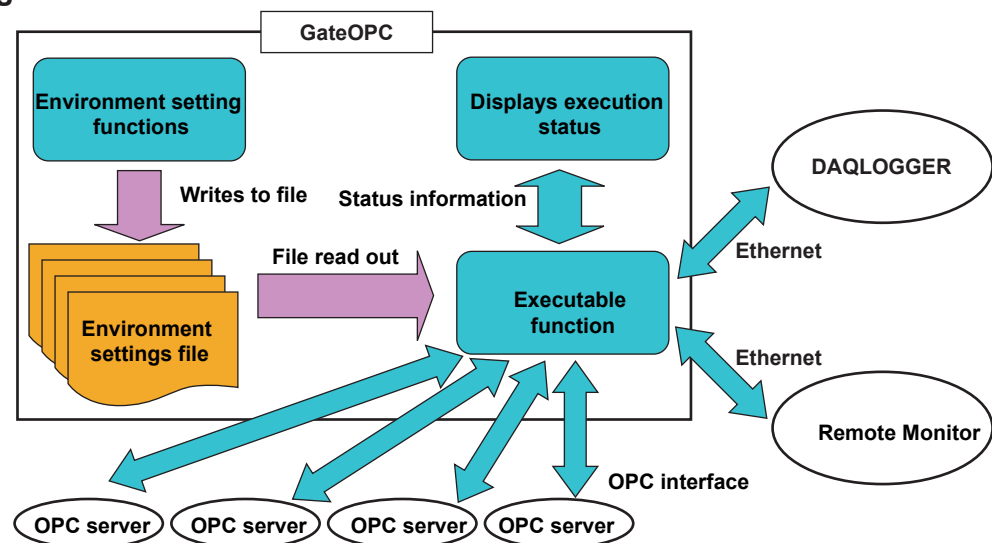 g
GateOPC
Environment setting
functions
Displays execution
status
DAQLOGGER
Writes to file
Status information
Ethernet
File read out
Executable
function
Environment
settings file
Ethernet
Remote Monitor
OPC interface
OPC server
OPC server
OPC server
OPC server